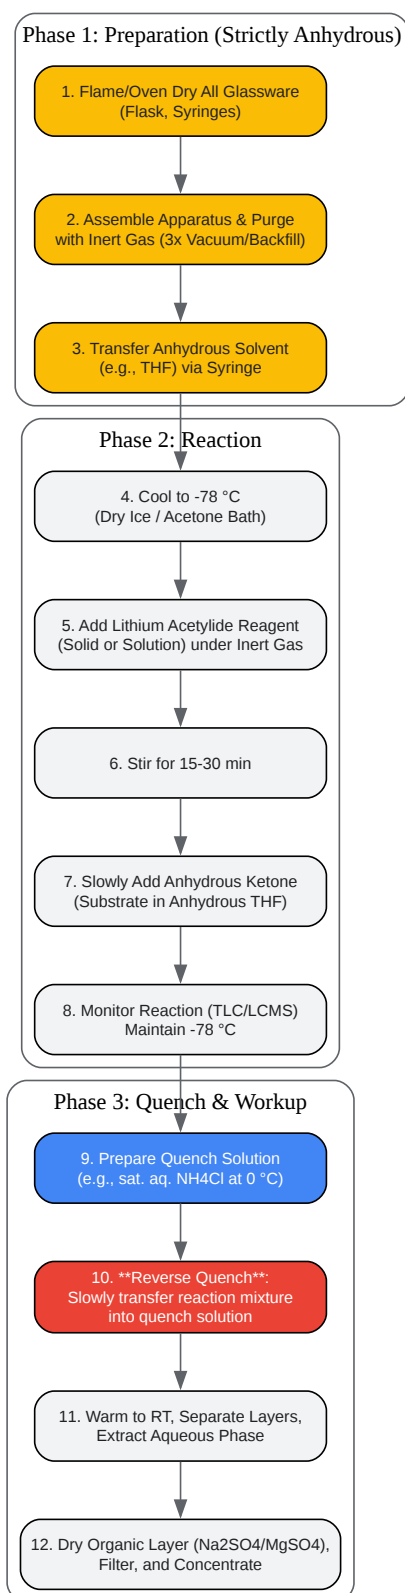 Phase 1: Preparation (Strictly Anhydrous)
1. Flame/Oven Dry All Glassware
(Flask, Syringes)
2. Assemble Apparatus & Purge
with Inert Gas (3x Vacuum/Backfill)
3. Transfer Anhydrous Solvent
(e.g., THF) via Syringe
Phase 2: Reaction
4. Cool to -78 °C
(Dry Ice / Acetone Bath)
5. Add Lithium Acetylide Reagent
(Solid or Solution) under Inert Gas
6. Stir for 15-30 min
7. Slowly Add Anhydrous Ketone
(Substrate in Anhydrous THF)
8. Monitor Reaction (TLC/LCMS)
Maintain -78 °C
Phase 3: Quench & Workup
9. Prepare Quench Solution
(e.g., sat. aq. NH4Cl at 0 °C)
10. **Reverse Quench**:
Slowly transfer reaction mixture
into quench solution
11. Warm to RT, Separate Layers,
Extract Aqueous Phase
12. Dry Organic Layer (Na2SO4/MgSO4),
Filter, and Concentrate